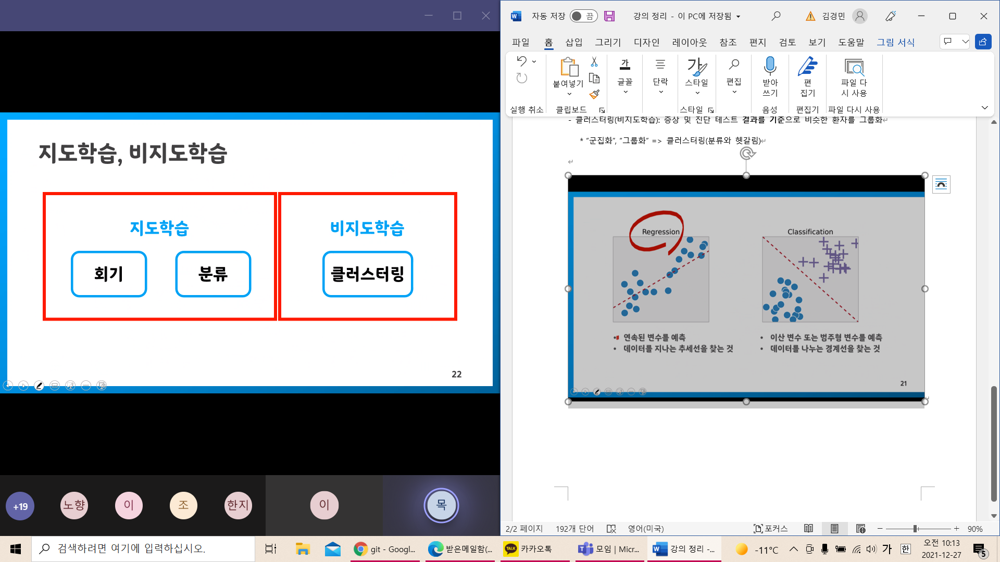 지도학습, 비지도학습
지도학습
비지도학습
회기
분류
클러스터링
22
+19
노향
이
조
한지
이
목
자동 저장
끔
강의 정리 - 이 PC에 저장됨
김경민
파일
홈
삽입
그리기
디자인
레이아웃
참조
편지
검토
보기
도움말
그림 서식
붙여넣기
가
글꼴
단락
가
스타일
편집
받아
쓰기
편
집기
파일 다
시 사용
실행 취소
클립보드
스타일
음성
편집기
파일 다시 사용
- 클러스터링(비지도학습): 증상 및 진단 테스트 결과를 기준으로 비슷한 환자를 그룹화
* “군집화”, “그룹화” => 클러스터링(분류와 헷갈림)
Regression
Classification
• 연속된 변수를 예측
• 데이터를 지나는 추세선을 찾는 것
• 이산 변수 또는 범주형 변수를 예측
• 데이터를 나누는 경계선을 찾는 것
21
2/2 페이지
192개 단어
영어(미국)
포커스
90%
검색하려면 여기에 입력하십시오.
git - Googl...
받은메일함(...
TALK
카카오톡
모임 | Micr...
강의 정리 -...
-11°C
가
한
오전 10:13
2021-12-27
5